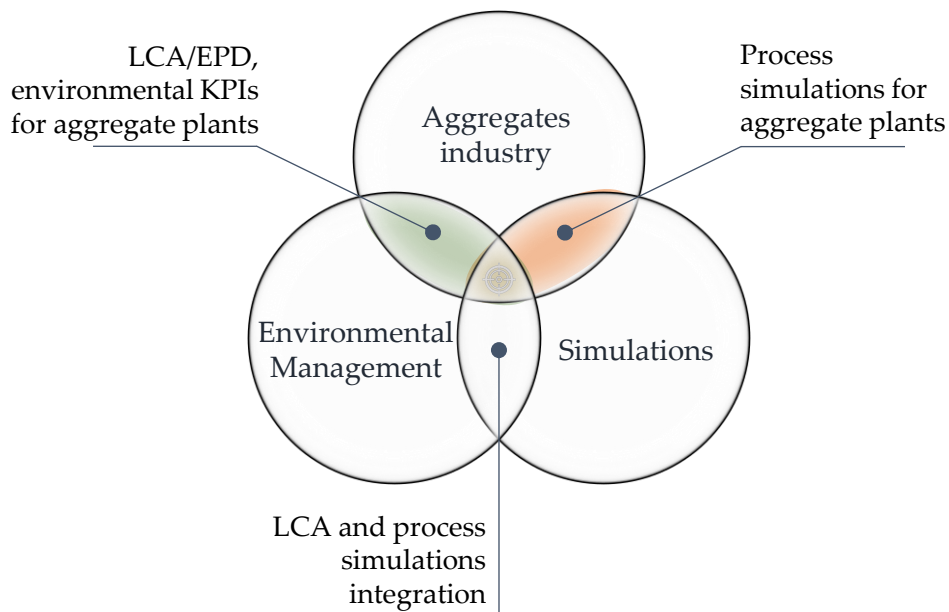 LCA/EPD,
environmental KPIs
for aggregate plants
Process
simulations for
aggregate plants
Aggregates
industry
Environmental
Management
Simulations
LCA and process
simulations
integration